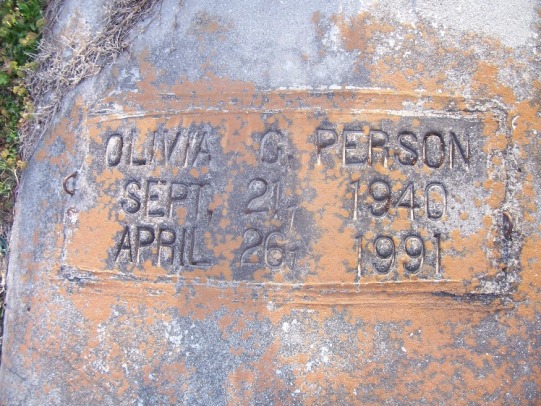 OLIVIA G. PERSON
SEPT. 21, 1940
APRIL 26, 1991